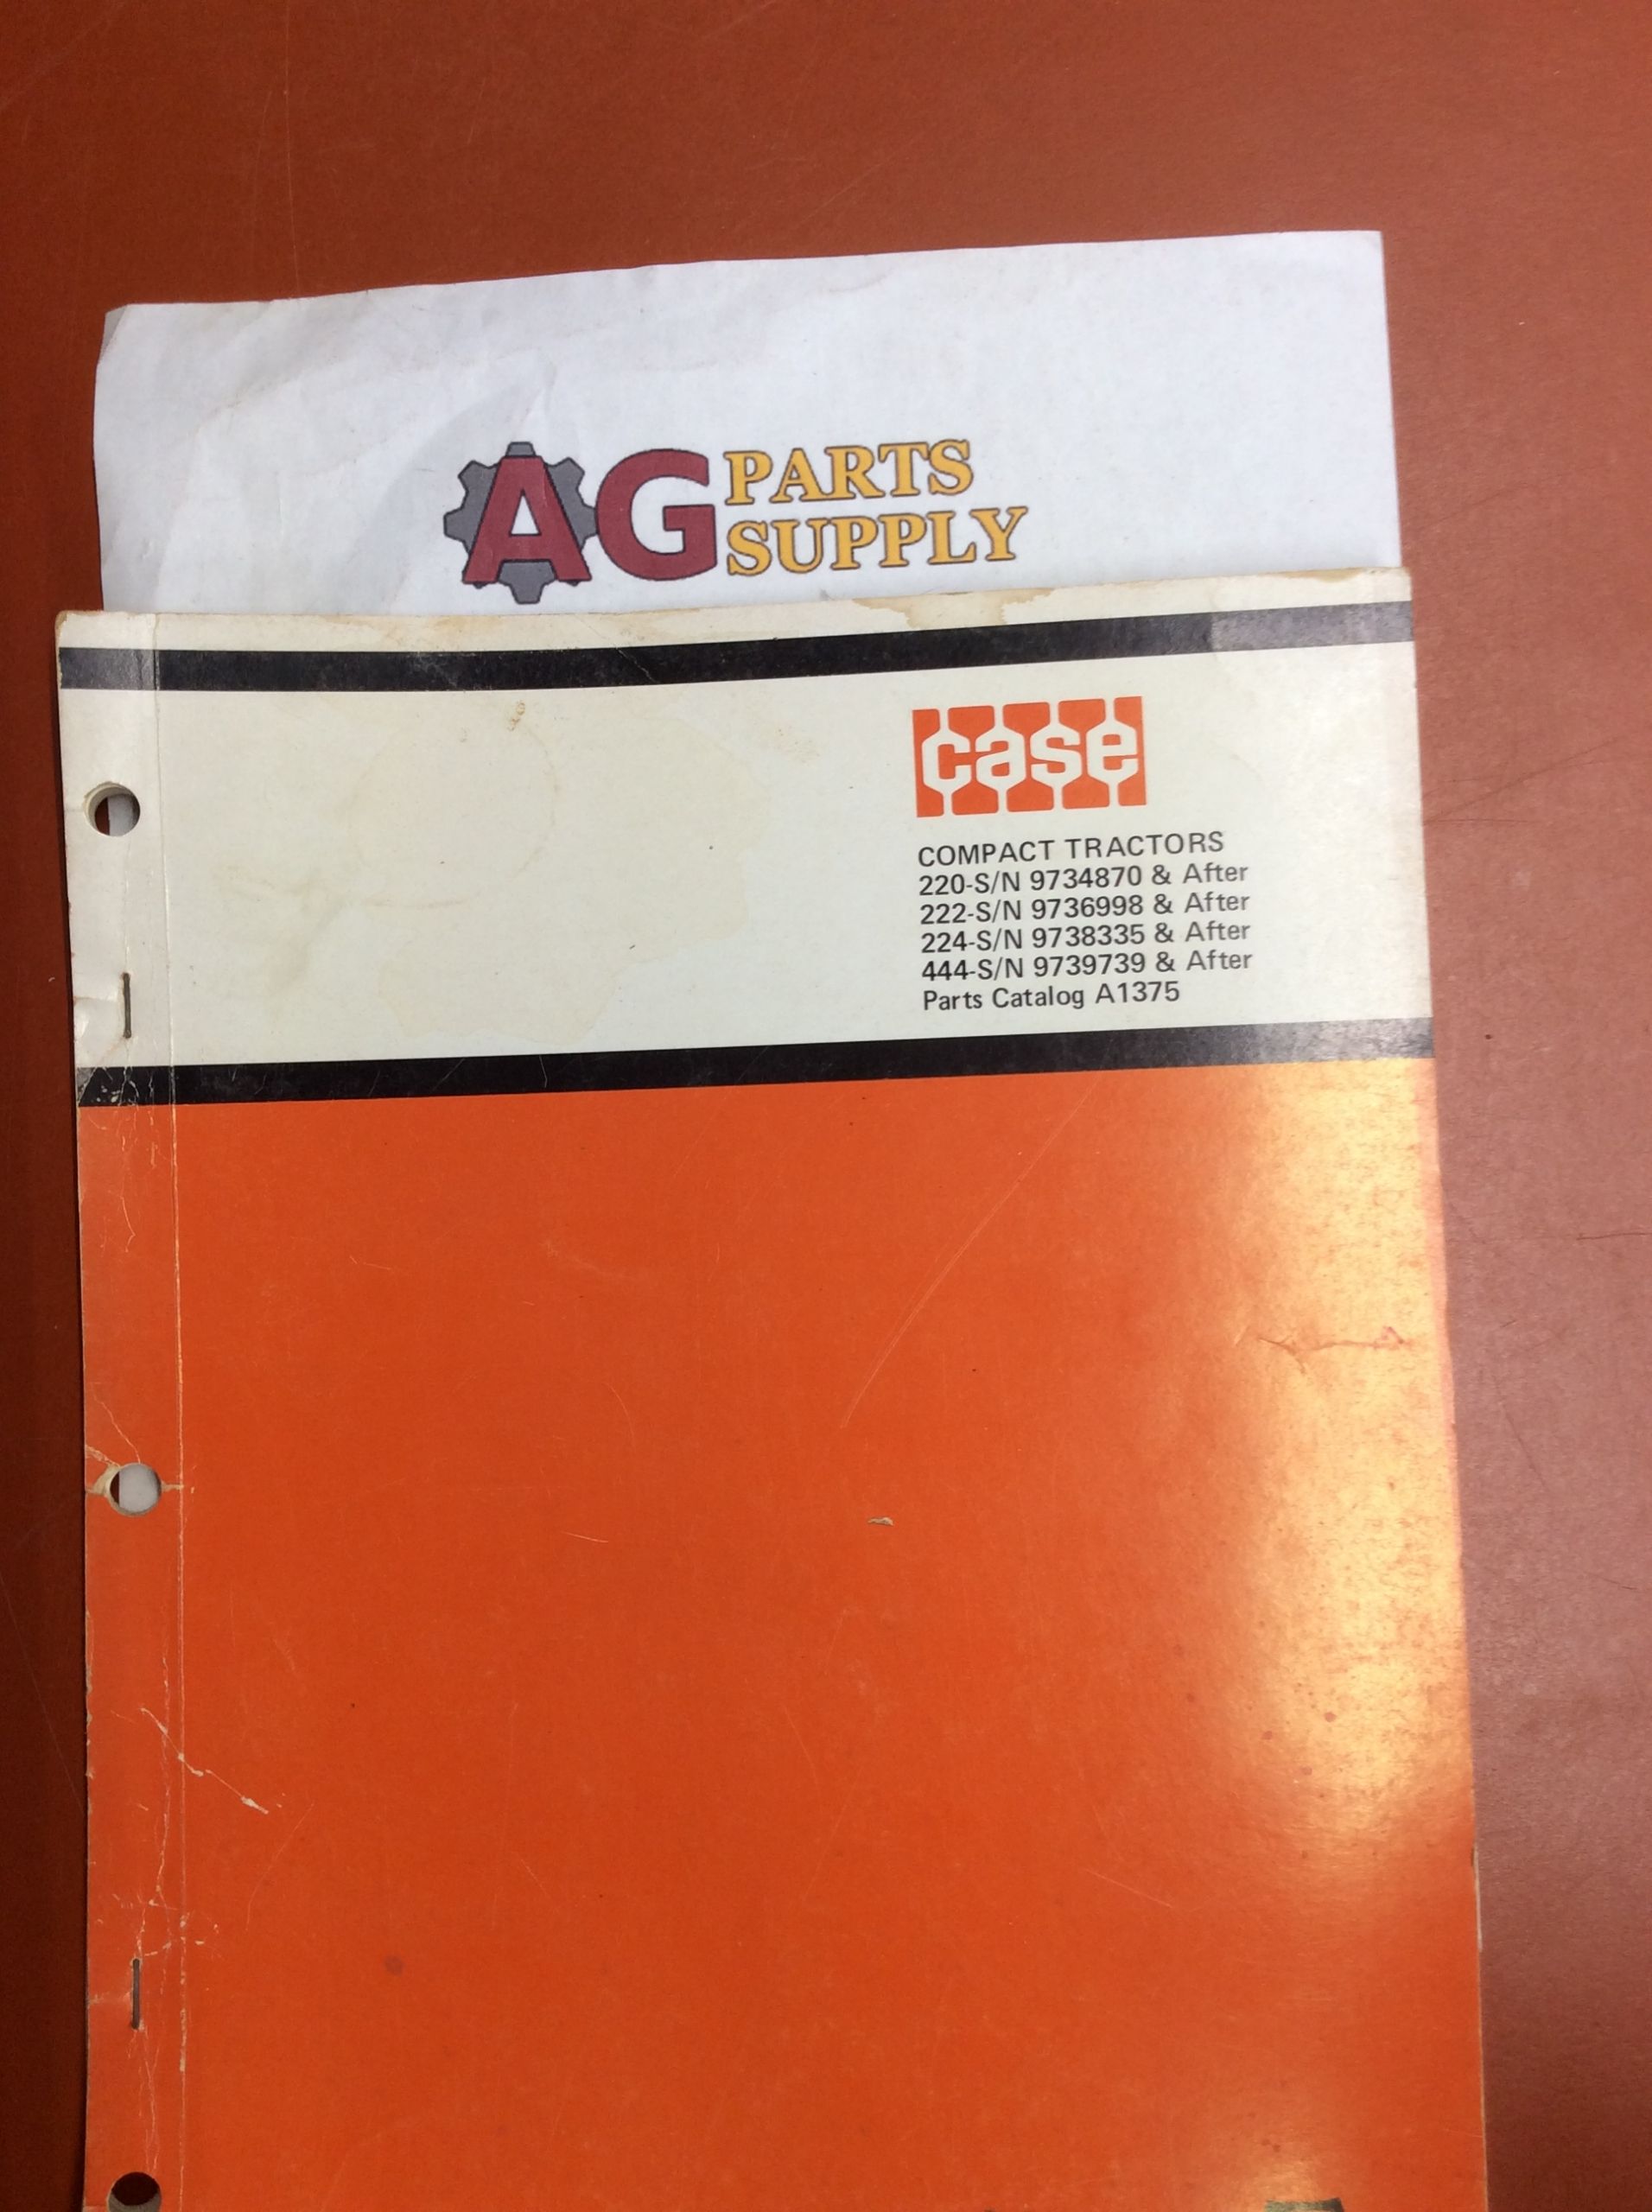 AG PARTS
SUPPLY
case
COMPACT TRACTORS
220-S/N 9734870 & After
222-S/N 9736998 & After
224-S/N 9738335 & After
444-S/N 9739739 & After
Parts Catalog A1375